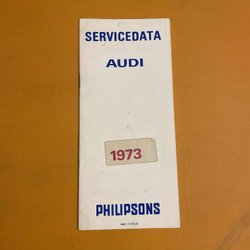 SERVICEDATA
AUDI
1973
PHILIPSONS